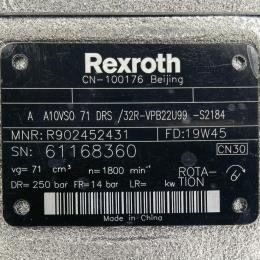 Rexroth
CN-100176 Beijing
A A10VSO 71 DRS /32R-VPB22U99 -S2184
MNR: R902452431 FD: 19W45
SN: 61168360 CN30
vg= 71 cm³ n= 1800 min⁻¹ ROTA-
DR= 250 bar FR= 14 bar LR= kw TION
Made in China